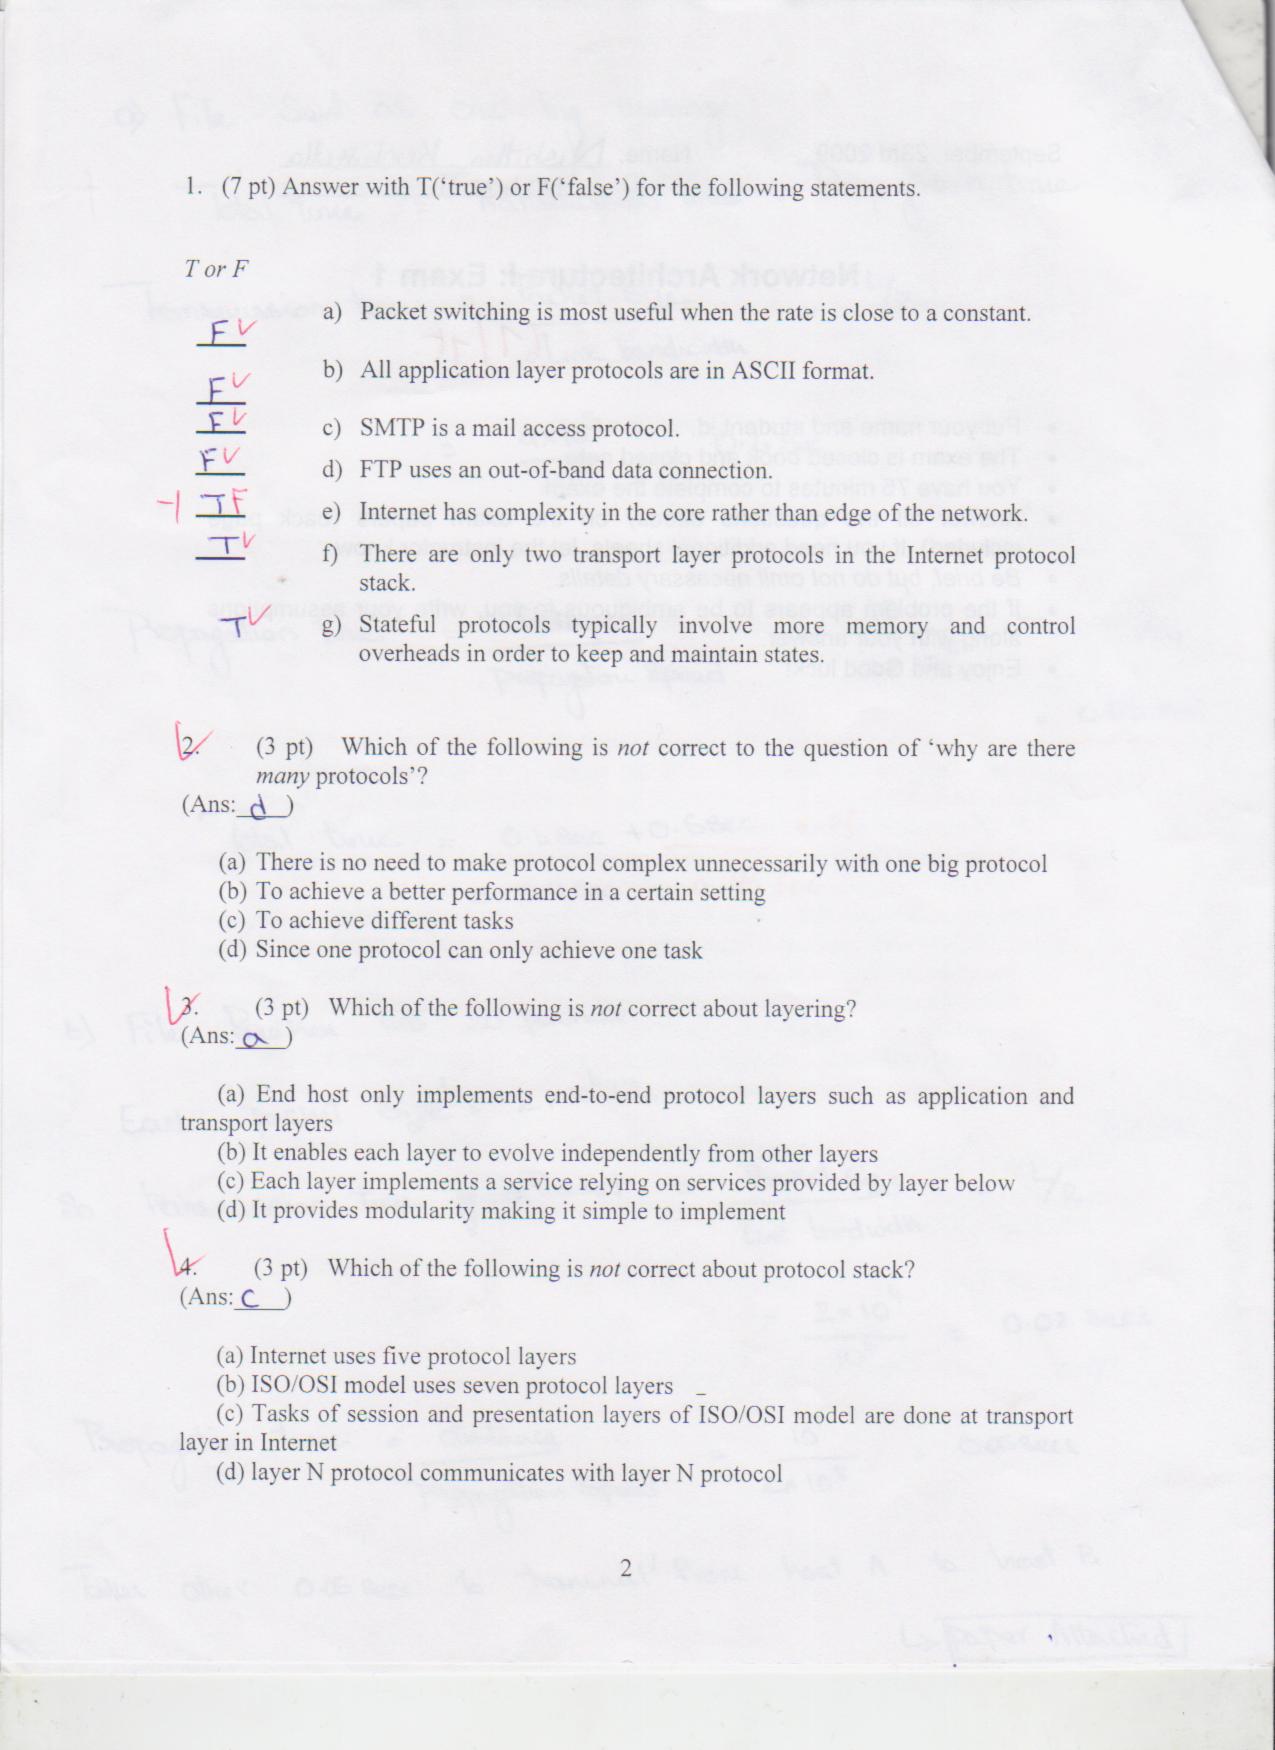 1. (7 pt) Answer with T(‘true’) or F(‘false’) for the following statements.
T or F
F a) Packet switching is most useful when the rate is close to a constant.
F b) All application layer protocols are in ASCII format.
F c) SMTP is a mail access protocol.
F d) FTP uses an out-of-band data connection.
-1 T F e) Internet has complexity in the core rather than edge of the network.
T f) There are only two transport layer protocols in the Internet protocol
stack.
T g) Stateful protocols typically involve more memory and control
overheads in order to keep and maintain states.
2. (3 pt) Which of the following is not correct to the question of ‘why are there
many protocols’?
(Ans: d )
(a) There is no need to make protocol complex unnecessarily with one big protocol
(b) To achieve a better performance in a certain setting
(c) To achieve different tasks
(d) Since one protocol can only achieve one task
3. (3 pt) Which of the following is not correct about layering?
(Ans: a )
(a) End host only implements end-to-end protocol layers such as application and
transport layers
(b) It enables each layer to evolve independently from other layers
(c) Each layer implements a service relying on services provided by layer below
(d) It provides modularity making it simple to implement
4. (3 pt) Which of the following is not correct about protocol stack?
(Ans: c )
(a) Internet uses five protocol layers
(b) ISO/OSI model uses seven protocol layers
(c) Tasks of session and presentation layers of ISO/OSI model are done at transport
layer in Internet
(d) layer N protocol communicates with layer N protocol
2